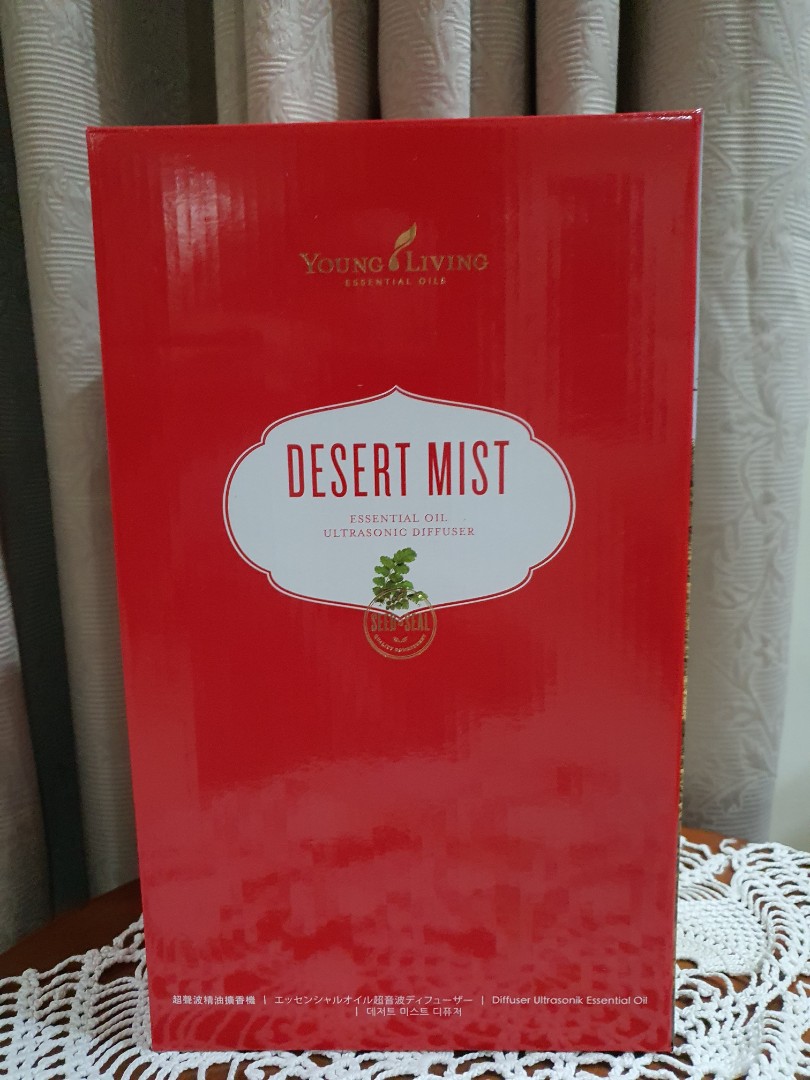 YOUNG LIVING
ESSENTIAL OILS
DESERT MIST
ESSENTIAL OIL
ULTRASONIC DIFFUSER
SEED TO SEAL
超聲波精油擴香機 | エッセンシャルオイル超音波ディフューザー | Diffuser Ultrasonik Essential Oil
| 데저트 미스트 디퓨저